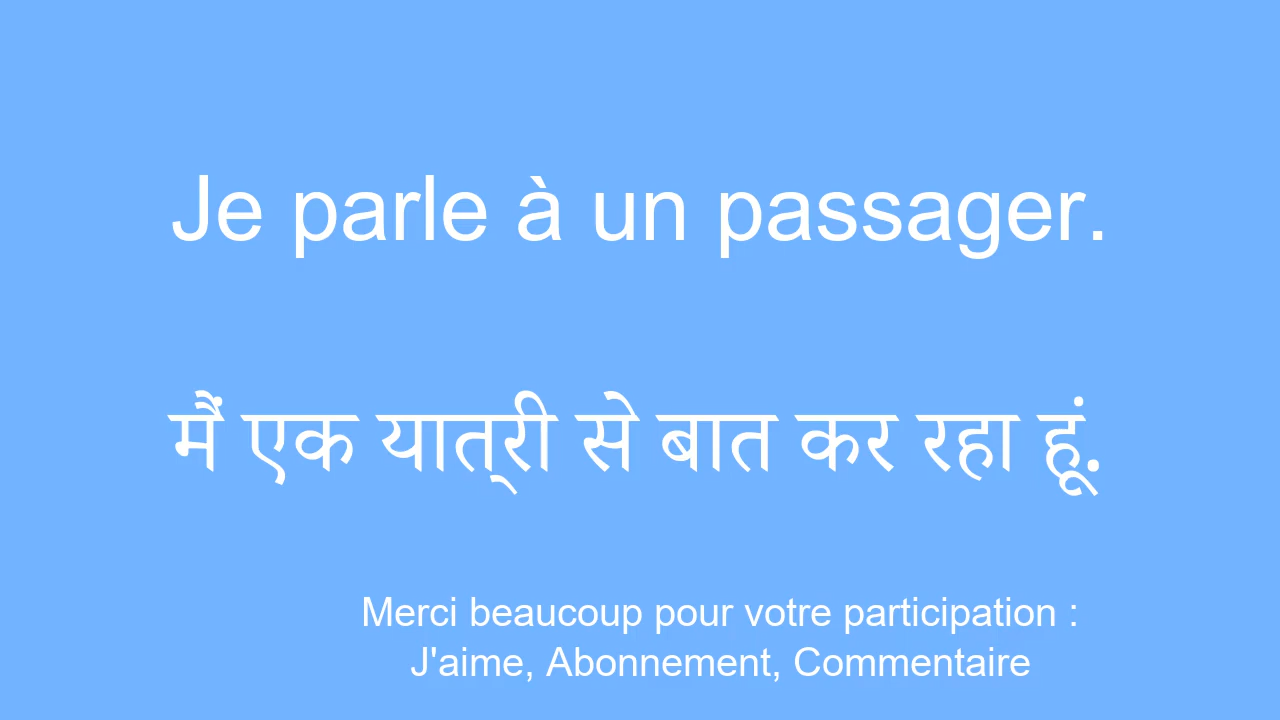 Je parle à un passager.
मैं एक यात्‌री से बात कर रहा हूं.
Merci beaucoup pour votre participation :
J'aime, Abonnement, Commentaire